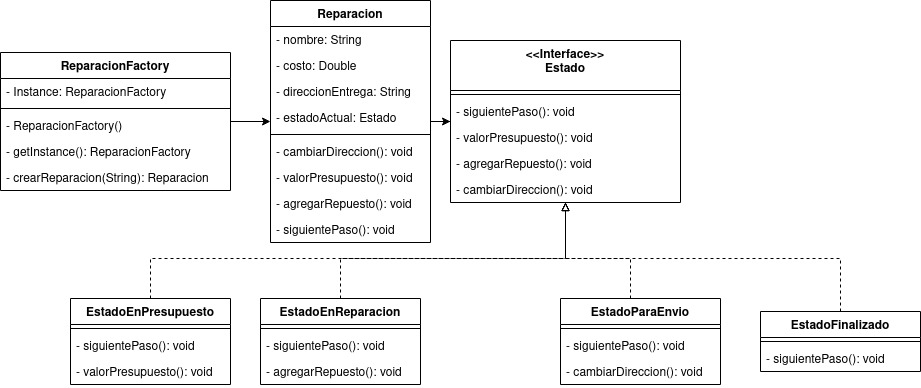 ReparacionFactory
- Instance: ReparacionFactory
- ReparacionFactory()
- getInstance(): ReparacionFactory
- crearReparacion(String): Reparacion
Reparacion
- nombre: String
- costo: Double
- direccionEntrega: String
- estadoActual: Estado
- cambiarDireccion(): void
- valorPresupuesto(): void
- agregarRepuesto(): void
- siguientePaso(): void
<<Interface>>
Estado
- siguientePaso(): void
- valorPresupuesto(): void
- agregarRepuesto(): void
- cambiarDireccion(): void
EstadoEnPresupuesto
- siguientePaso(): void
- valorPresupuesto(): void
EstadoEnReparacion
- siguientePaso(): void
- agregarRepuesto(): void
EstadoParaEnvio
- siguientePaso(): void
- cambiarDireccion(): void
EstadoFinalizado
- siguientePaso(): void